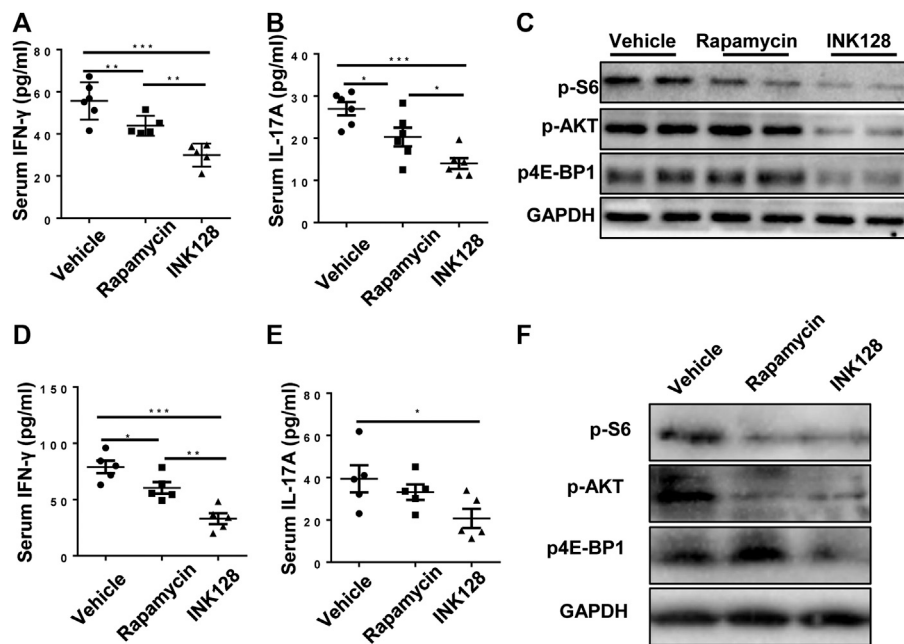 A
Serum IFN-γ (pg/ml)
80
60
40
20
0
***
**
**
Vehicle
Rapamycin
INK128
B
Serum IL-17A (pg/ml)
40
30
20
10
0
***
*
*
Vehicle
Rapamycin
INK128
C
Vehicle Rapamycin INK128
p-S6
p-AKT
p4E-BP1
GAPDH
D
Serum IFN-γ (pg/ml)
150
100
50
0
***
*
**
Vehicle
Rapamycin
INK128
E
Serum IL-17A (pg/ml)
80
60
40
20
0
*
Vehicle
Rapamycin
INK128
F
Vehicle
Rapamycin
INK128
p-S6
p-AKT
p4E-BP1
GAPDH